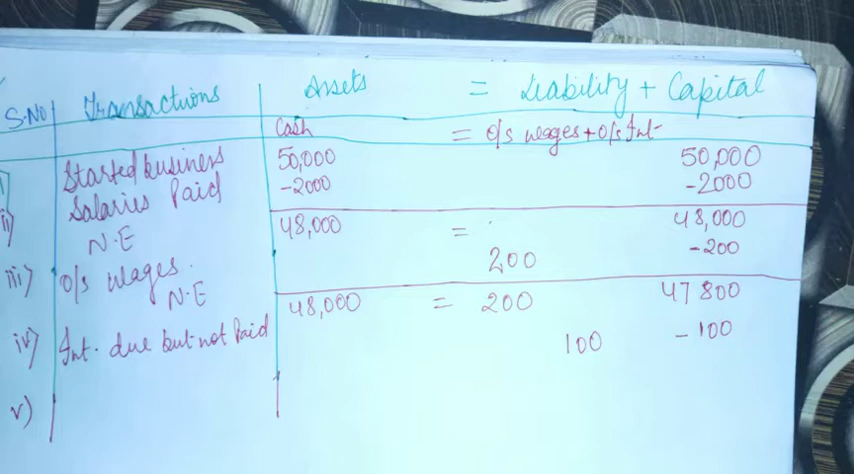 S.No Transactions Assets = Liability + Capital
Cash = o/s wages + o/s Int
i) Started business 50,000 50,000
ii) Salaries Paid -2000 -2000
N.E 48,000 = 48,000
iii) o/s wages. 200 -200
N.E 48,000 = 200 47800
iv) Int. due but not Paid 100 -100
v)